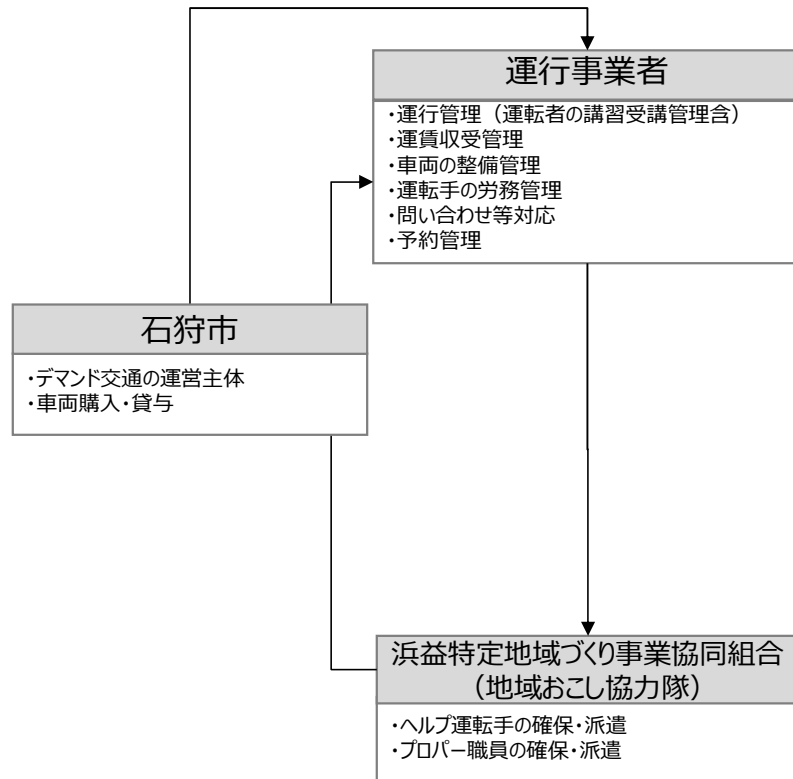 運行事業者
・運行管理（運転者の講習受講管理含）
・運賃収受管理
・車両の整備管理
・運転手の労務管理
・問い合わせ等対応
・予約管理
石狩市
・デマンド交通の運営主体
・車両購入・貸与
浜益特定地域づくり事業協同組合
（地域おこし協力隊）
・ヘルプ運転手の確保・派遣
・プロパー職員の確保・派遣